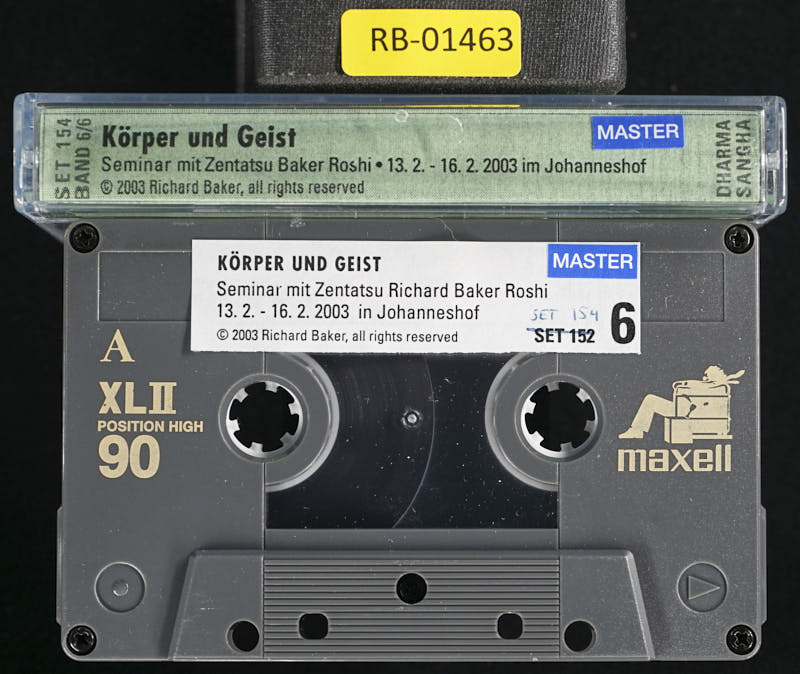 RB-01463
SET 154
BAND 6/6
Körper und Geist
MASTER
Seminar mit Zentatsu Baker Roshi • 13. 2. - 16. 2. 2003 im Johanneshof
© 2003 Richard Baker, all rights reserved
DHARMA
SANGHA
KÖRPER UND GEIST
MASTER
Seminar mit Zentatsu Richard Baker Roshi
13. 2. - 16. 2. 2003 in Johanneshof
SET 154
© 2003 Richard Baker, all rights reserved
SET 152
6
A
XLII
POSITION HIGH
90
maxell